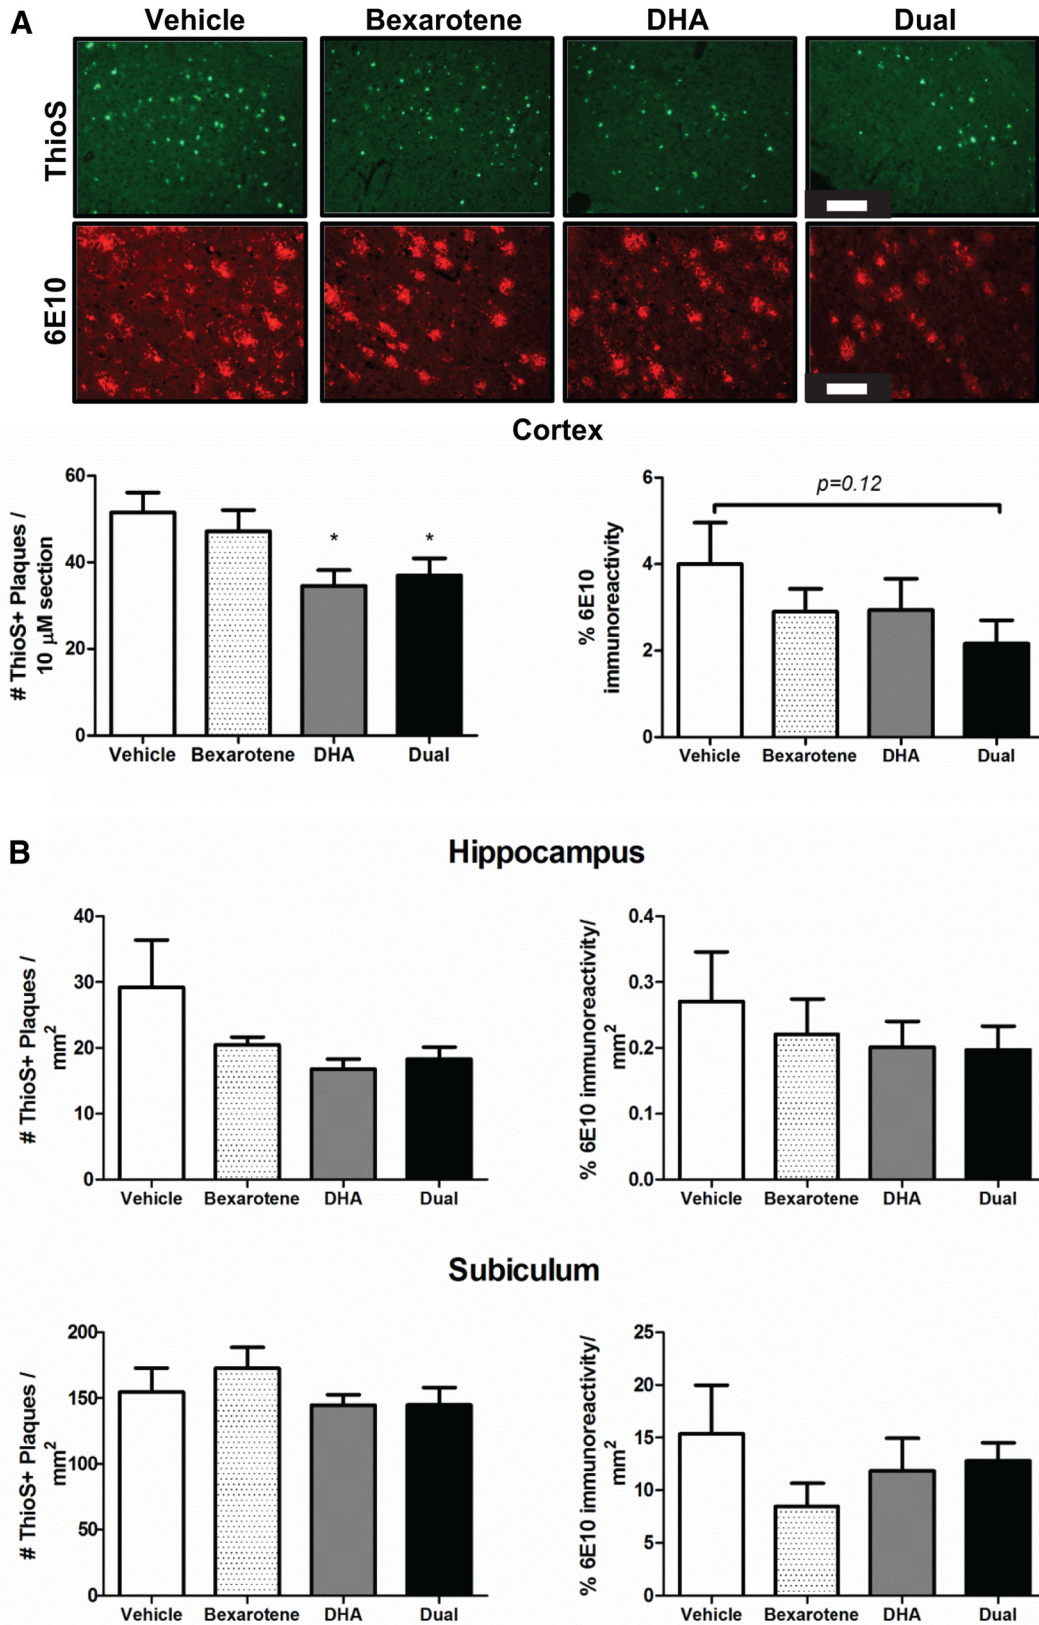 A
Vehicle
Bexarotene
DHA
Dual
ThioS
6E10
Cortex
# ThioS+ Plaques /
10 μM section
60
40
20
0
*
*
Vehicle
Bexarotene
DHA
Dual
% 6E10
immunoreactivity
6
4
2
0
p=0.12
Vehicle
Bexarotene
DHA
Dual
B
Hippocampus
# ThioS+ Plaques /
mm²
40
30
20
10
0
Vehicle
Bexarotene
DHA
Dual
% 6E10 immunoreactivity/
mm²
0.4
0.3
0.2
0.1
0.0
Vehicle
Bexarotene
DHA
Dual
Subiculum
# ThioS+ Plaques /
mm²
200
150
100
50
0
Vehicle
Bexarotene
DHA
Dual
% 6E10 immunoreactivity/
mm²
25
20
15
10
5
0
Vehicle
Bexarotene
DHA
Dual